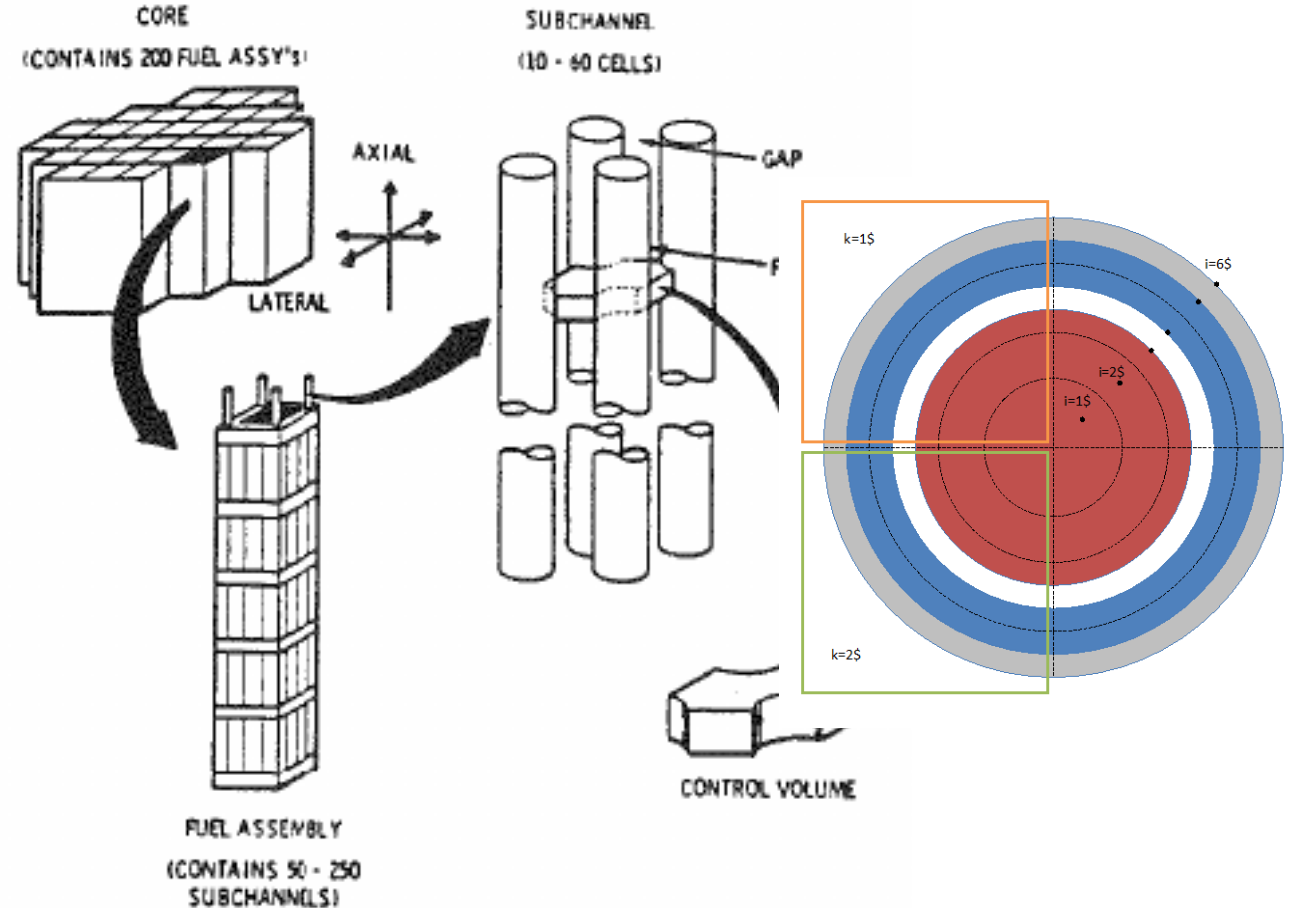 CORE
(CONTAINS 200 FUEL ASSY's)
SUBCHANNEL
(10 - 60 CELLS)
AXIAL
LATERAL
GAP
F
k=1$
i=6$
i=2$
i=1$
k=2$
CONTROL VOLUME
FUEL ASSEMBLY
(CONTAINS 50 - 250
SUBCHANNELS)